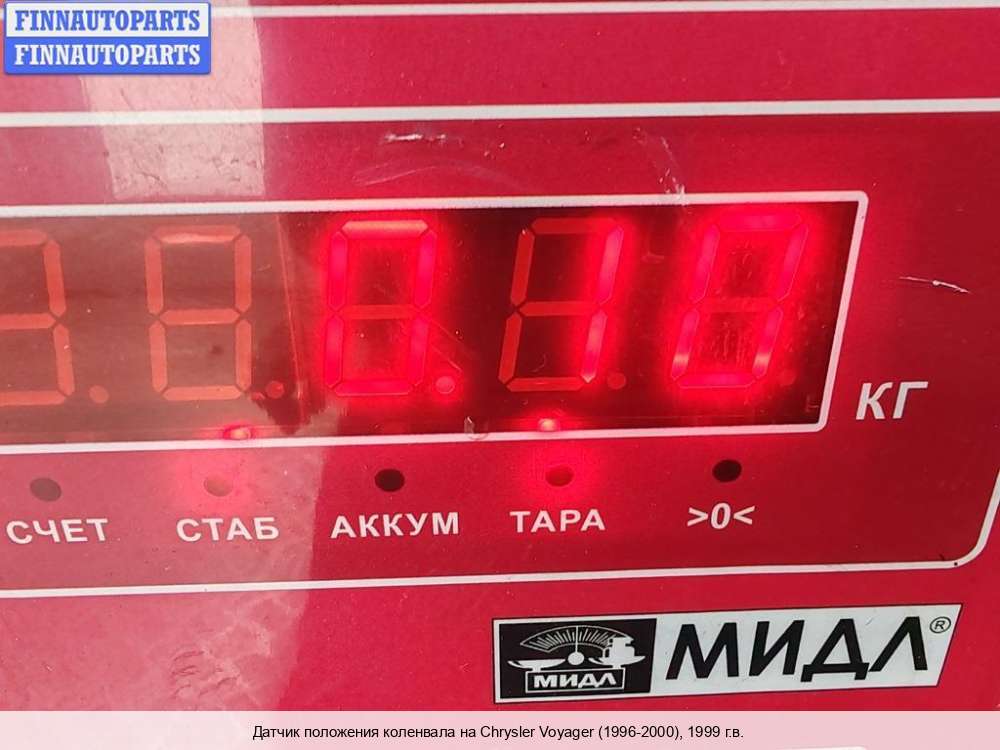 FINNAUTOPARTS
FINNAUTOPARTS
0.10
КГ
СЧЕТ СТАБ АККУМ ТАРА >0<
МИДЛ МИДЛ®
Датчик положения коленвала на Chrysler Voyager (1996-2000), 1999 г.в.